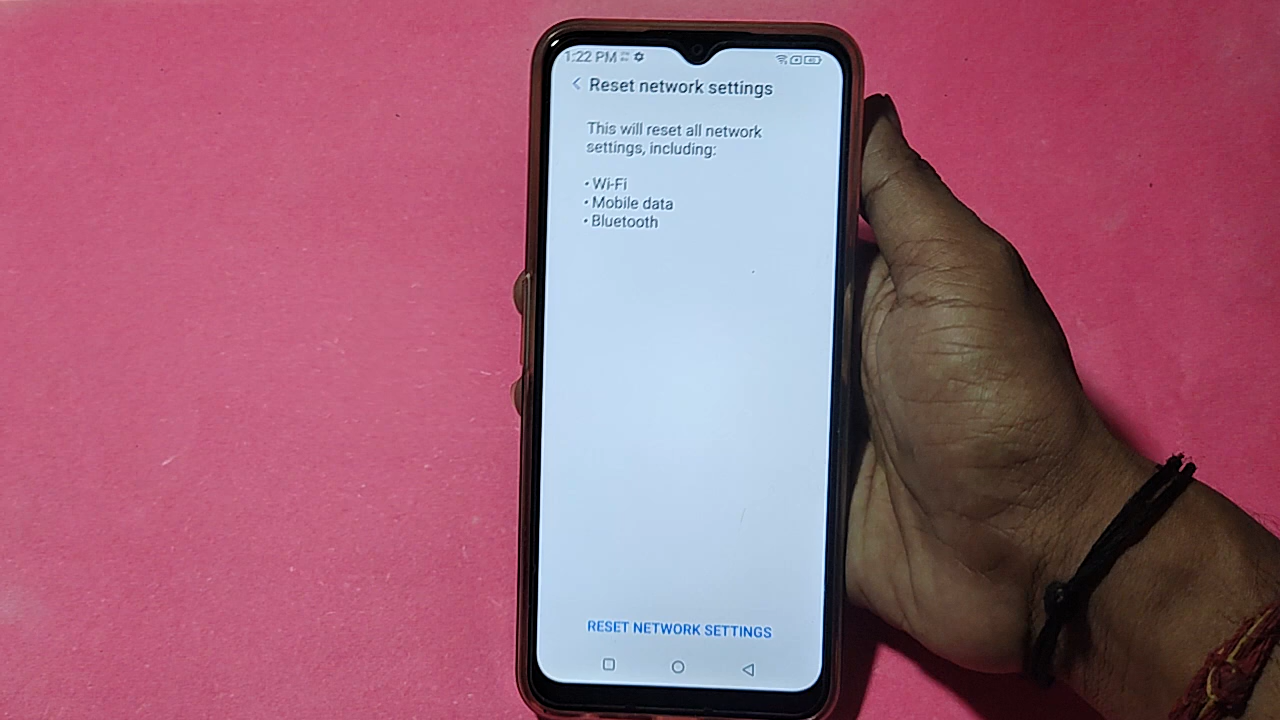 1:22 PM
Reset network settings
This will reset all network
settings, including:
• Wi-Fi
• Mobile data
• Bluetooth
RESET NETWORK SETTINGS